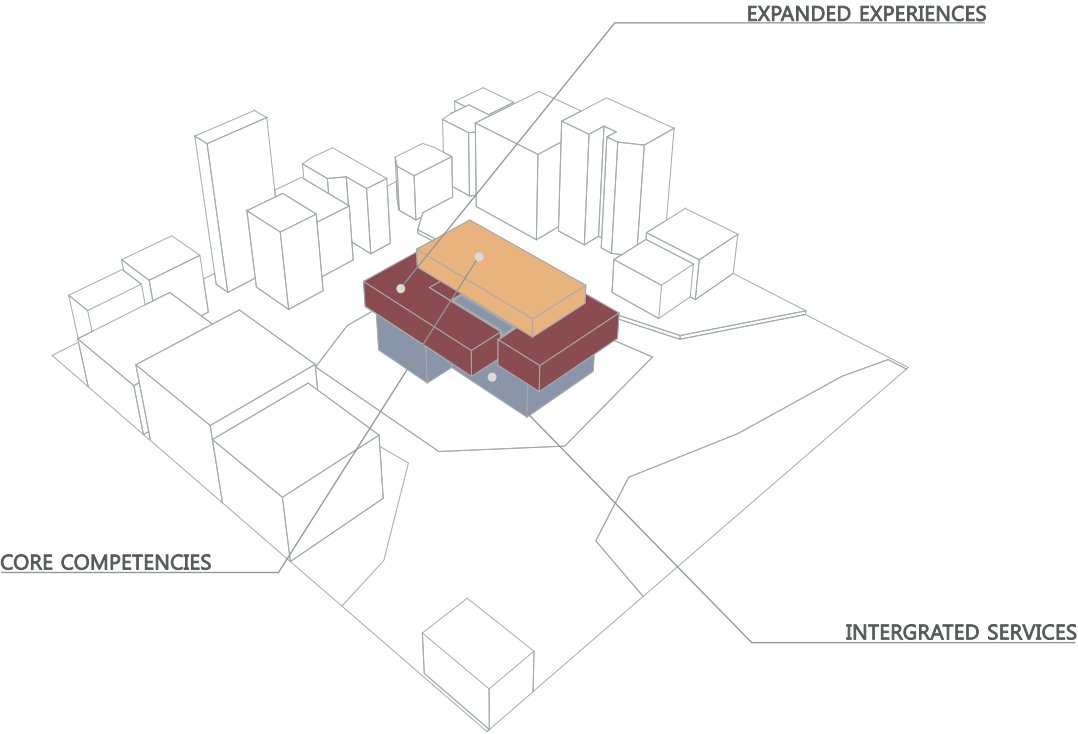 EXPANDED EXPERIENCES
CORE COMPETENCIES
INTERGRATED SERVICES